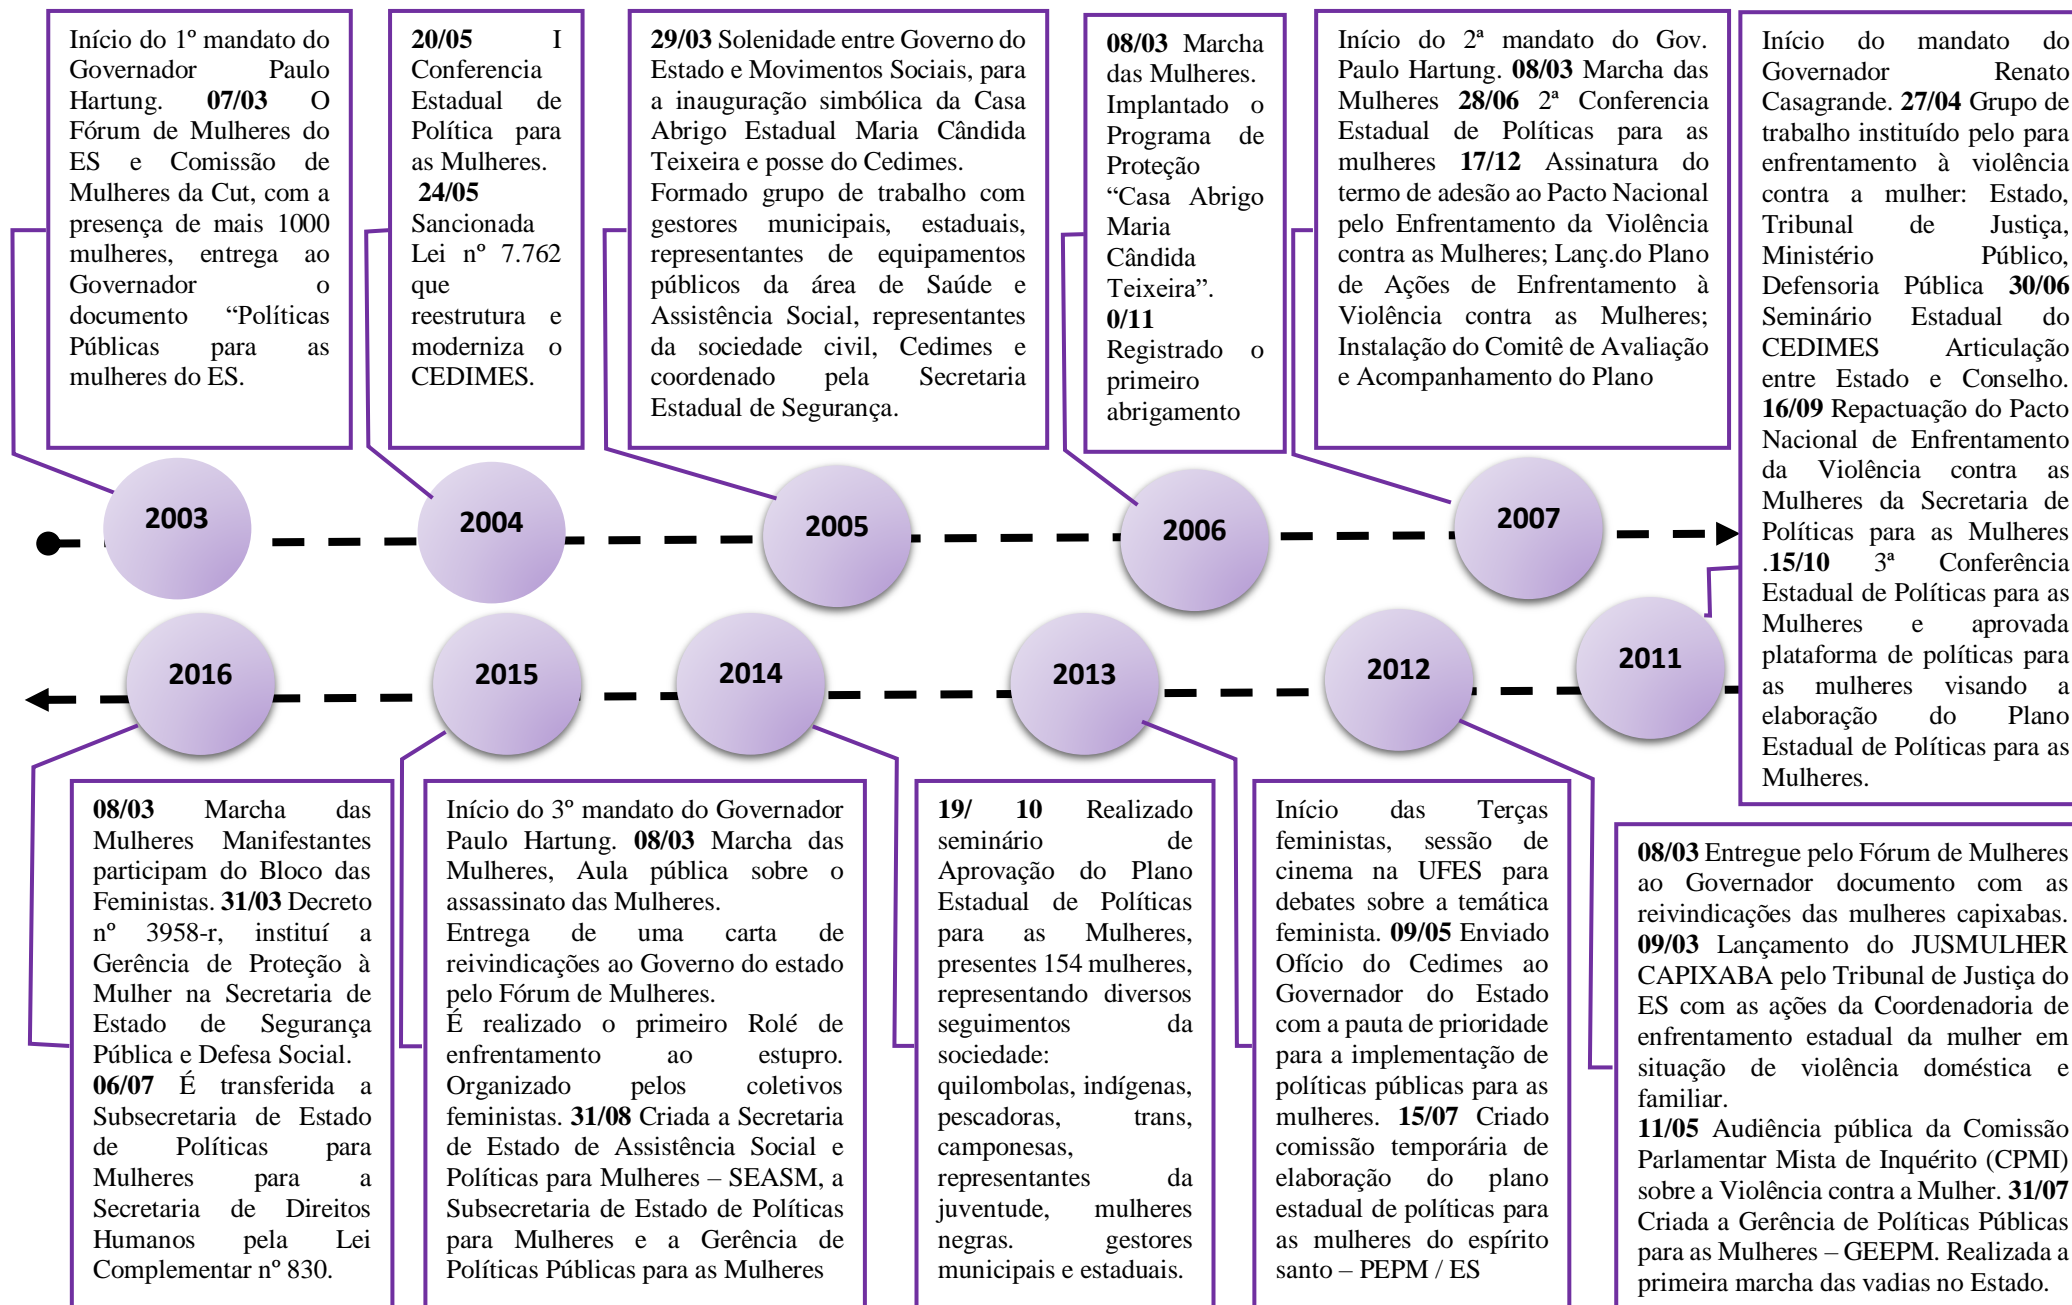 Início do 1º mandato do
Governador Paulo
Hartung. 07/03 O
Fórum de Mulheres do
ES e Comissão de
Mulheres da Cut, com a
presença de mais 1000
mulheres, entrega ao
Governador o
documento “Políticas
Públicas para as
mulheres do ES.
20/05 I
Conferencia
Estadual de
Política para
as Mulheres.
24/05
Sancionada
Lei nº 7.762
que
reestrutura e
moderniza o
CEDIMES.
29/03 Solenidade entre Governo do
Estado e Movimentos Sociais, para
a inauguração simbólica da Casa
Abrigo Estadual Maria Cândida
Teixeira e posse do Cedimes.
Formado grupo de trabalho com
gestores municipais, estaduais,
representantes de equipamentos
públicos da área de Saúde e
Assistência Social, representantes
da sociedade civil, Cedimes e
coordenado pela Secretaria
Estadual de Segurança.
08/03 Marcha
das Mulheres.
Implantado o
Programa de
Proteção
“Casa Abrigo
Maria
Cândida
Teixeira”.
0/11
Registrado o
primeiro
abrigamento
Início do 2ª mandato do Gov.
Paulo Hartung. 08/03 Marcha das
Mulheres 28/06 2ª Conferencia
Estadual de Políticas para as
mulheres 17/12 Assinatura do
termo de adesão ao Pacto Nacional
pelo Enfrentamento da Violência
contra as Mulheres; Lanç.do Plano
de Ações de Enfrentamento à
Violência contra as Mulheres;
Instalação do Comitê de Avaliação
e Acompanhamento do Plano
Início do mandato do
Governador Renato
Casagrande. 27/04 Grupo de
trabalho instituído pelo para
enfrentamento à violência
contra a mulher: Estado,
Tribunal de Justiça,
Ministério Público,
Defensoria Pública 30/06
Seminário Estadual do
CEDIMES Articulação
entre Estado e Conselho.
16/09 Repactuação do Pacto
Nacional de Enfrentamento
da Violência contra as
Mulheres da Secretaria de
Políticas para as Mulheres
.15/10 3ª Conferência
Estadual de Políticas para as
Mulheres e aprovada
plataforma de políticas para
as mulheres visando a
elaboração do Plano
Estadual de Políticas para as
Mulheres.
2003
2004
2005
2006
2007
2016
2015
2014
2013
2012
2011
08/03 Marcha das
Mulheres Manifestantes
participam do Bloco das
Feministas. 31/03 Decreto
nº 3958-r, instituí a
Gerência de Proteção à
Mulher na Secretaria de
Estado de Segurança
Pública e Defesa Social.
06/07 É transferida a
Subsecretaria de Estado
de Políticas para
Mulheres para a
Secretaria de Direitos
Humanos pela Lei
Complementar nº 830.
Início do 3º mandato do Governador
Paulo Hartung. 08/03 Marcha das
Mulheres, Aula pública sobre o
assassinato das Mulheres.
Entrega de uma carta de
reivindicações ao Governo do estado
pelo Fórum de Mulheres.
É realizado o primeiro Rolé de
enfrentamento ao estupro.
Organizado pelos coletivos
feministas. 31/08 Criada a Secretaria
de Estado de Assistência Social e
Políticas para Mulheres – SEASM, a
Subsecretaria de Estado de Políticas
para Mulheres e a Gerência de
Políticas Públicas para as Mulheres
19/ 10 Realizado
seminário de
Aprovação do Plano
Estadual de Políticas
para as Mulheres,
presentes 154 mulheres,
representando diversos
seguimentos da
sociedade:
quilombolas, indígenas,
pescadoras, trans,
camponesas,
representantes da
juventude, mulheres
negras. gestores
municipais e estaduais.
Início das Terças
feministas, sessão de
cinema na UFES para
debates sobre a temática
feminista. 09/05 Enviado
Ofício do Cedimes ao
Governador do Estado
com a pauta de prioridade
para a implementação de
políticas públicas para as
mulheres. 15/07 Criado
comissão temporária de
elaboração do plano
estadual de políticas para
as mulheres do espírito
santo – PEPM / ES
08/03 Entregue pelo Fórum de Mulheres
ao Governador documento com as
reivindicações das mulheres capixabas.
09/03 Lançamento do JUSMULHER
CAPIXABA pelo Tribunal de Justiça do
ES com as ações da Coordenadoria de
enfrentamento estadual da mulher em
situação de violência doméstica e
familiar.
11/05 Audiência pública da Comissão
Parlamentar Mista de Inquérito (CPMI)
sobre a Violência contra a Mulher. 31/07
Criada a Gerência de Políticas Públicas
para as Mulheres – GEEPM. Realizada a
primeira marcha das vadias no Estado.